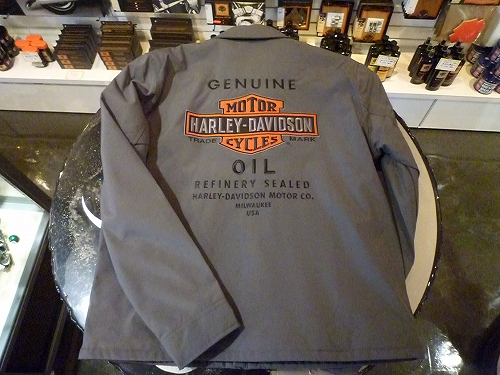 GENUINE
MOTOR
HARLEY-DAVIDSON
CYCLES
TRADE MARK
OIL
REFINERY SEALED
HARLEY-DAVIDSON MOTOR CO.
MILWAUKEE
USA